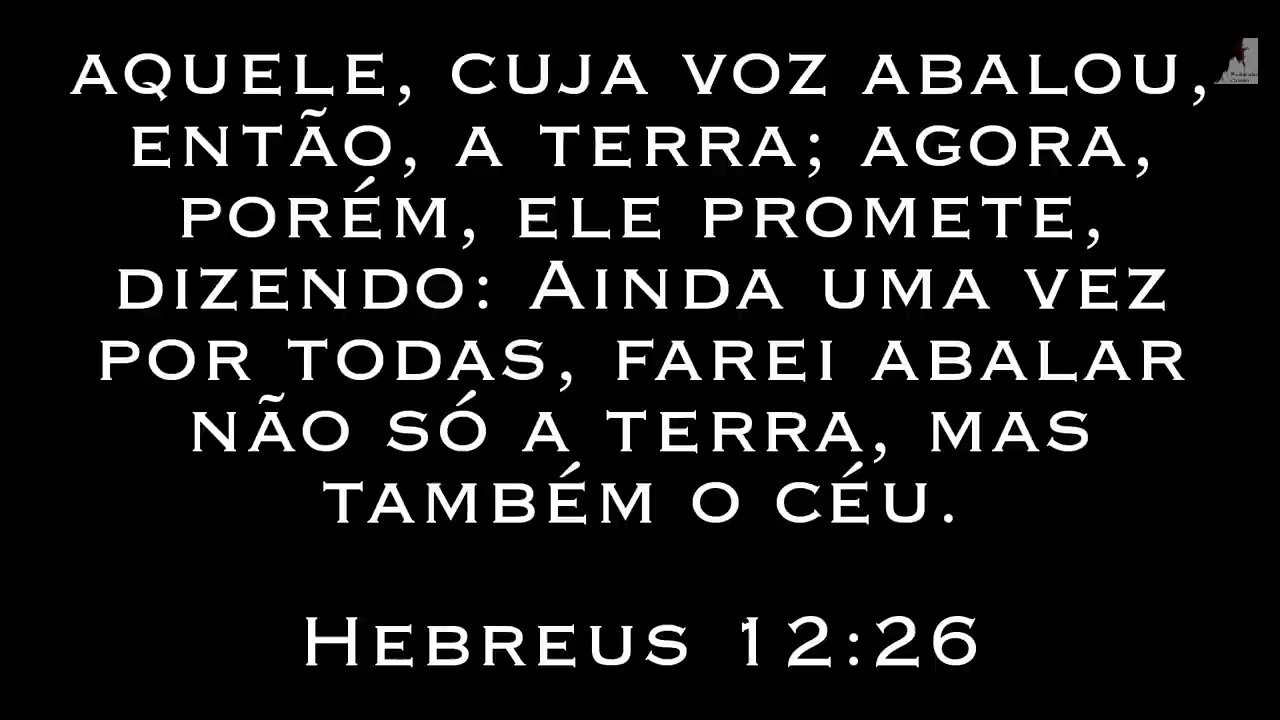 AQUELE, CUJA VOZ ABALOU,
ENTÃO, A TERRA; AGORA,
PORÉM, ELE PROMETE,
DIZENDO: AINDA UMA VEZ
POR TODAS, FAREI ABALAR
NÃO SÓ A TERRA, MAS
TAMBÉM O CÉU.
HEBREUS 12:26